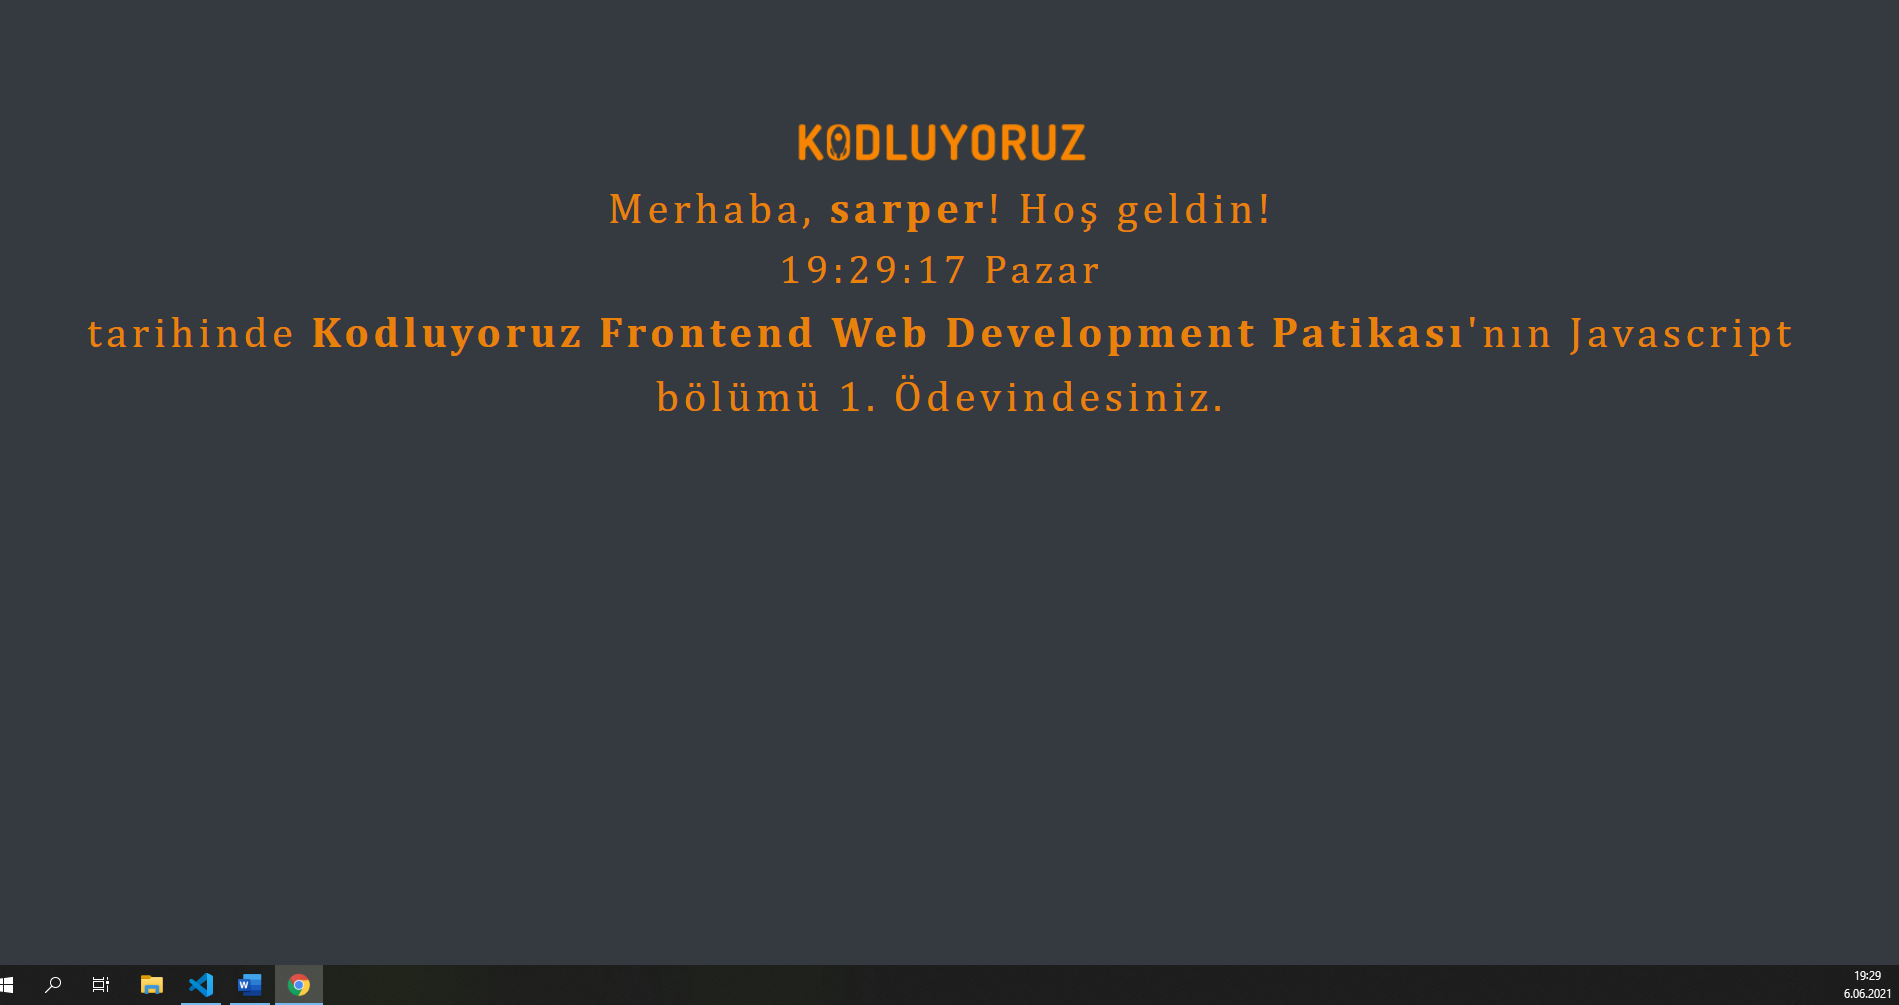 KODLUYORUZ
Merhaba, sarper! Hoş geldin!
19:29:17 Pazar
tarihinde Kodluyoruz Frontend Web Development Patikası'nın Javascript
bölümü 1. Ödevindesiniz.
W
19:29
6.06.2021